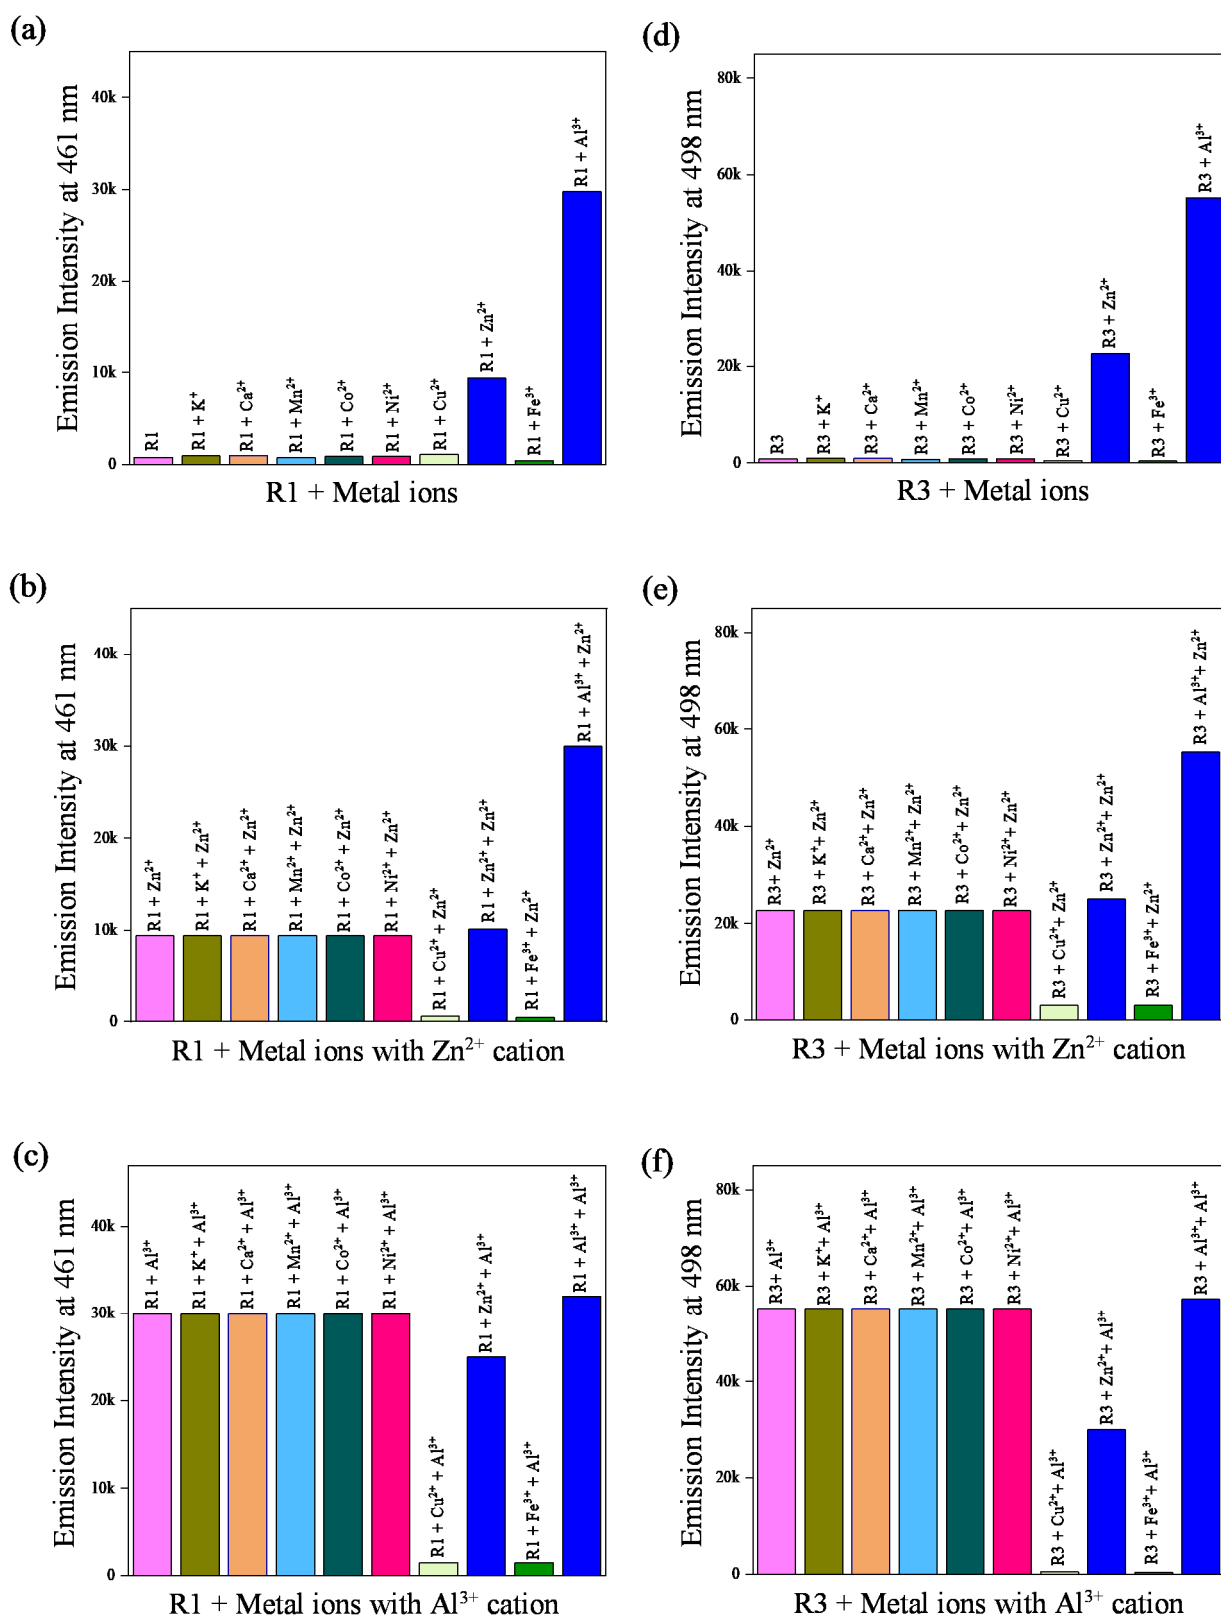 (a)
Emission Intensity at 461 nm
40k
30k
20k
10k
0
R1
R1 + K⁺
R1 + Ca²⁺
R1 + Mn²⁺
R1 + Co²⁺
R1 + Ni²⁺
R1 + Cu²⁺
R1 + Zn²⁺
R1 + Fe³⁺
R1 + Al³⁺
R1 + Metal ions
(d)
Emission Intensity at 498 nm
80k
60k
40k
20k
0
R3
R3 + K⁺
R3 + Ca²⁺
R3 + Mn²⁺
R3 + Co²⁺
R3 + Ni²⁺
R3 + Cu²⁺
R3 + Zn²⁺
R3 + Fe³⁺
R3 + Al³⁺
R3 + Metal ions
(b)
Emission Intensity at 461 nm
40k
30k
20k
10k
0
R1 + Zn²⁺
R1 + K⁺ + Zn²⁺
R1 + Ca²⁺ + Zn²⁺
R1 + Mn²⁺ + Zn²⁺
R1 + Co²⁺ + Zn²⁺
R1 + Ni²⁺ + Zn²⁺
R1 + Cu²⁺ + Zn²⁺
R1 + Zn²⁺ + Zn²⁺
R1 + Fe³⁺ + Zn²⁺
R1 + Al³⁺ + Zn²⁺
R1 + Metal ions with Zn²⁺ cation
(e)
Emission Intensity at 498 nm
80k
60k
40k
20k
0
R3+ Zn²⁺
R3 + K⁺+ Zn²⁺
R3 + Ca²⁺+ Zn²⁺
R3 + Mn²⁺+ Zn²⁺
R3 + Co²⁺+ Zn²⁺
R3 + Ni²⁺+ Zn²⁺
R3 + Cu²⁺+ Zn²⁺
R3 + Zn²⁺+ Zn²⁺
R3 + Fe³⁺+ Zn²⁺
R3 + Al³⁺+ Zn²⁺
R3 + Metal ions with Zn²⁺ cation
(c)
Emission Intensity at 461 nm
40k
30k
20k
10k
0
R1 + Al³⁺
R1 + K⁺ + Al³⁺
R1 + Ca²⁺ + Al³⁺
R1 + Mn²⁺ + Al³⁺
R1 + Co²⁺ + Al³⁺
R1 + Ni²⁺ + Al³⁺
R1 + Cu²⁺ + Al³⁺
R1 + Zn²⁺ + Al³⁺
R1 + Fe³⁺ + Al³⁺
R1 + Al³⁺ + Al³⁺
R1 + Metal ions with Al³⁺ cation
(f)
Emission Intensity at 498 nm
80k
60k
40k
20k
0
R3+ Al³⁺
R3 + K⁺+ Al³⁺
R3 + Ca²⁺+ Al³⁺
R3 + Mn²⁺+ Al³⁺
R3 + Co²⁺+ Al³⁺
R3 + Ni²⁺+ Al³⁺
R3 + Cu²⁺+ Al³⁺
R3 + Zn²⁺+ Al³⁺
R3 + Fe³⁺+ Al³⁺
R3 + Al³⁺+ Al³⁺
R3 + Metal ions with Al³⁺ cation